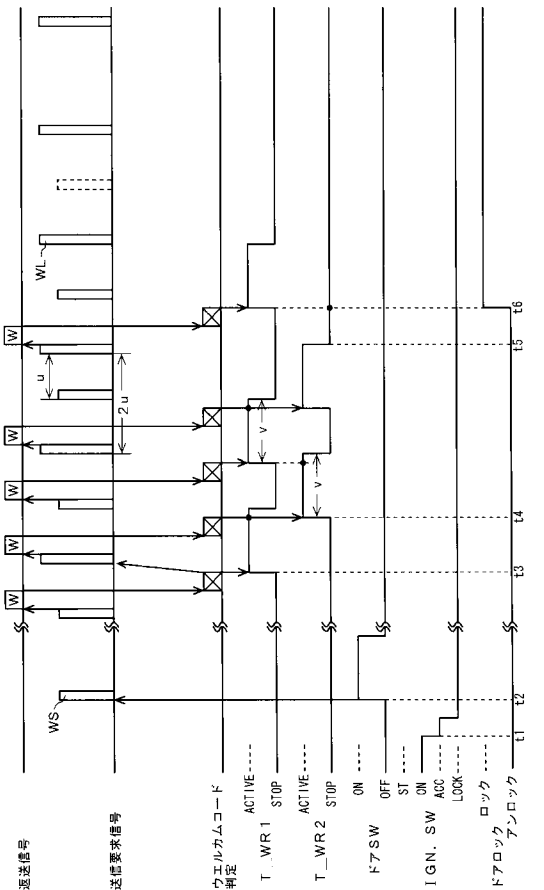 返送信号
W W W W W
送信要求信号
WS
WL
u
2u
ウエルカムコード
判定
T_WR1
ACTIVE
STOP
v
T_WR2
ACTIVE
STOP
v
ドアSW
ON
OFF
IGN. SW
ST
ON
ACC
LOCK
ドアロック
ロック
アンロック
t1 t2 t3 t4 t5 t6